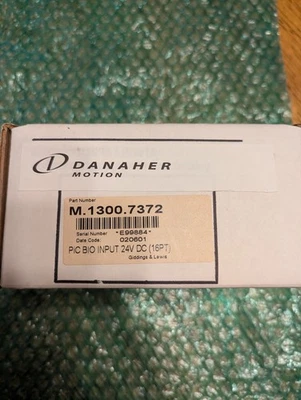 DANAHER
MOTION
Part Number
M.1300.7372
Serial Number *E99884*
Date Code: 020601
PiC BIO INPUT 24V DC (16PT)
Giddings & Lewis